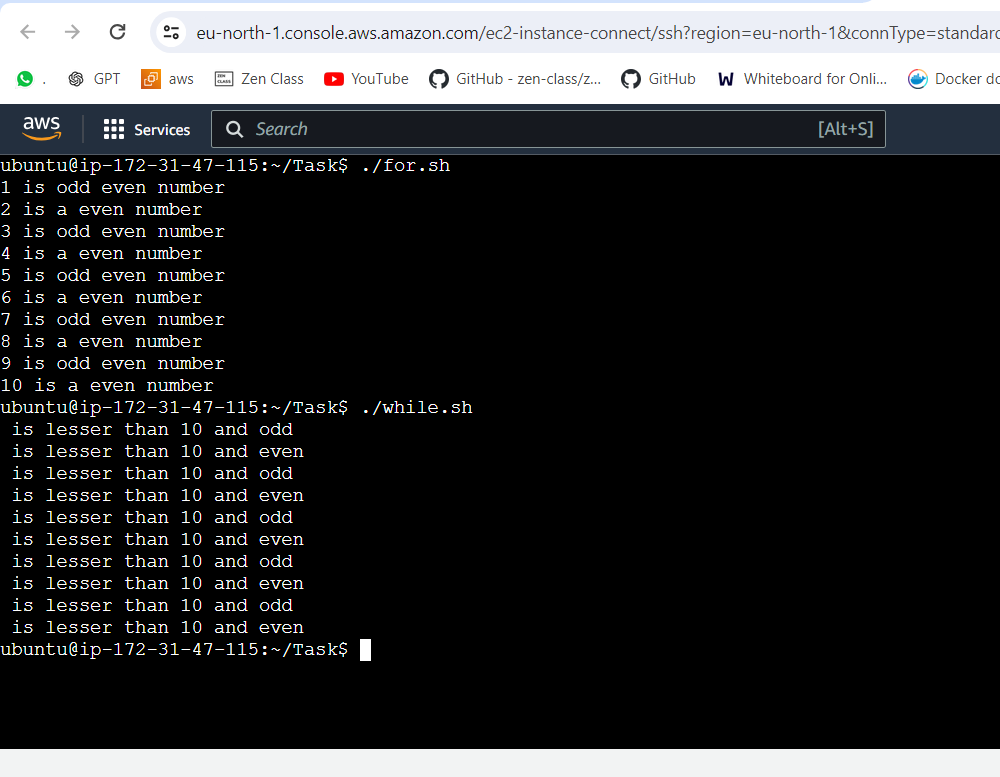 eu-north-1.console.aws.amazon.com/ec2-instance-connect/ssh?region=eu-north-1&connType=standard
. GPT aws Zen Class YouTube GitHub - zen-class/z... GitHub W Whiteboard for Onli... Docker do
aws Services Search [Alt+S]
ubuntu@ip-172-31-47-115:~/Task$ ./for.sh
1 is odd even number
2 is a even number
3 is odd even number
4 is a even number
5 is odd even number
6 is a even number
7 is odd even number
8 is a even number
9 is odd even number
10 is a even number
ubuntu@ip-172-31-47-115:~/Task$ ./while.sh
 is lesser than 10 and odd
 is lesser than 10 and even
 is lesser than 10 and odd
 is lesser than 10 and even
 is lesser than 10 and odd
 is lesser than 10 and even
 is lesser than 10 and odd
 is lesser than 10 and even
 is lesser than 10 and odd
 is lesser than 10 and even
ubuntu@ip-172-31-47-115:~/Task$